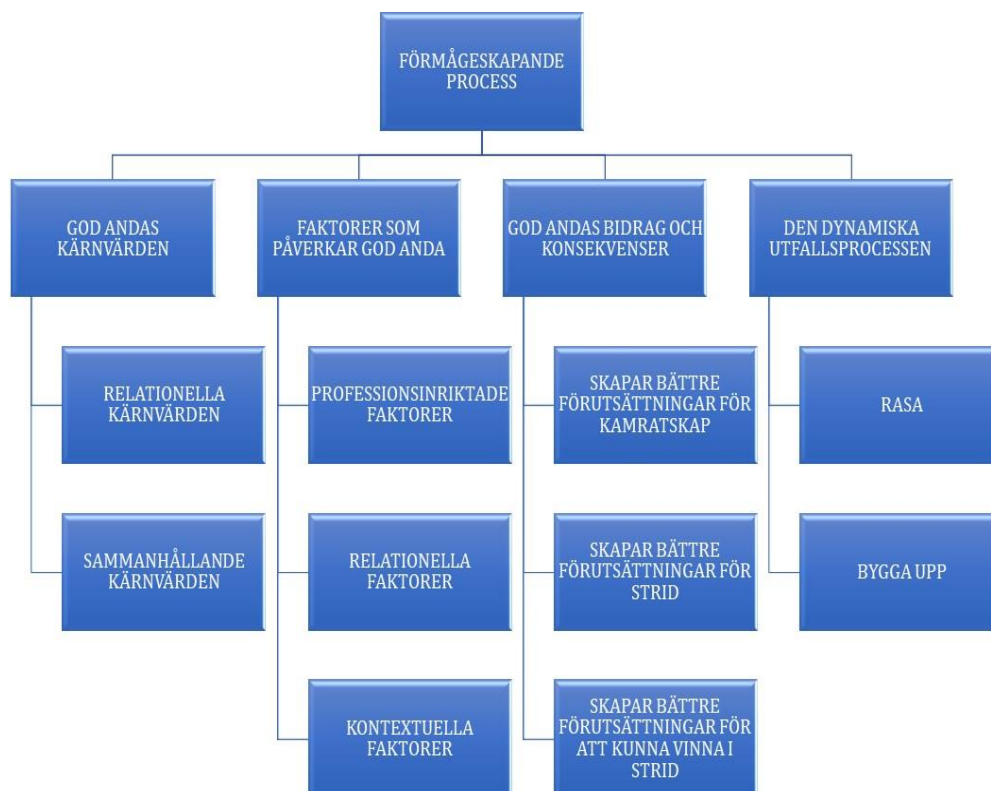 FÖRMÅGESKAPANDE
PROCESS
GOD ANDAS
KÄRNVÄRDEN
FAKTORER SOM
PÅVERKAR GOD ANDA
GOD ANDAS BIDRAG OCH
KONSEKVENSER
DEN DYNAMISKA
UTFALLSPROCESSEN
RELATIONELLA
KÄRNVÄRDEN
PROFESSIONSINRIKTADE
FAKTORER
SKAPAR BÄTTRE
FÖRUTSÄTTNINGAR FÖR
KAMRATSKAP
RASA
SAMMANHÅLLANDE
KÄRNVÄRDEN
RELATIONELLA
FAKTORER
SKAPAR BÄTTRE
FÖRUTSÄTTNINGAR FÖR
STRID
BYGGA UPP
KONTEXTUELLA
FAKTORER
SKAPAR BÄTTRE
FÖRUTSÄTTNINGAR FÖR
ATT KUNNA VINNA I
STRID